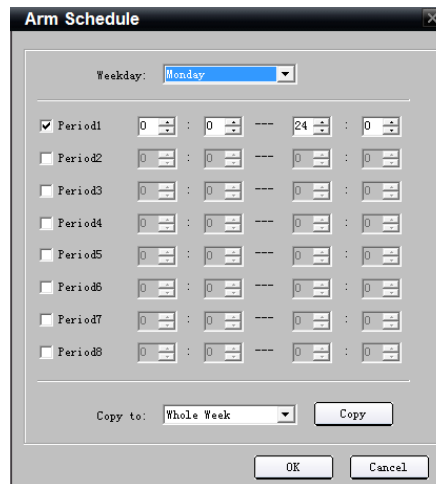 Arm Schedule
Weekday: Monday
Period1 0 : 0 --- 24 : 0
Period2 0 : 0 --- 0 : 0
Period3 0 : 0 --- 0 : 0
Period4 0 : 0 --- 0 : 0
Period5 0 : 0 --- 0 : 0
Period6 0 : 0 --- 0 : 0
Period7 0 : 0 --- 0 : 0
Period8 0 : 0 --- 0 : 0
Copy to: Whole Week Copy
OK Cancel